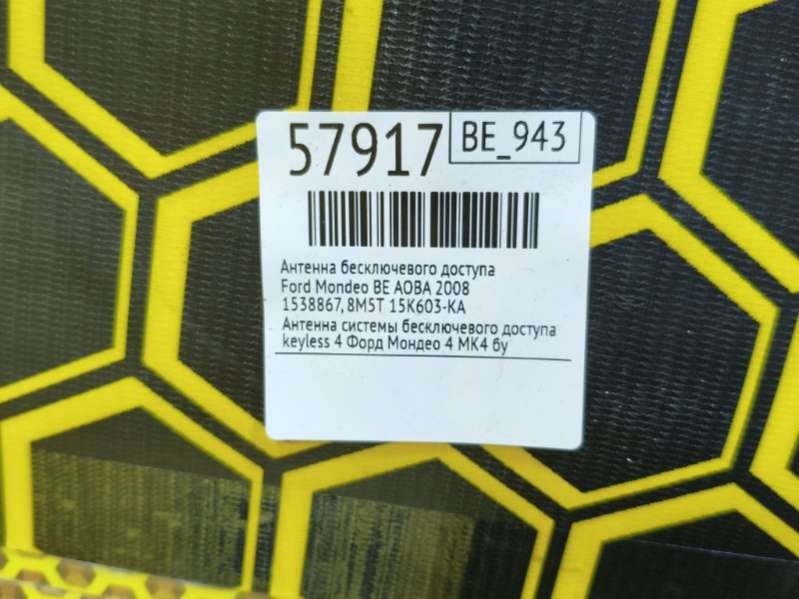 57917
BE_943
Антенна бесключевого доступа
Ford Mondeo BE AOBA 2008
1538867, 8M5T 15K603-KA
Антенна системы бесключевого доступа
keyless 4 Форд Мондео 4 МК4 бу